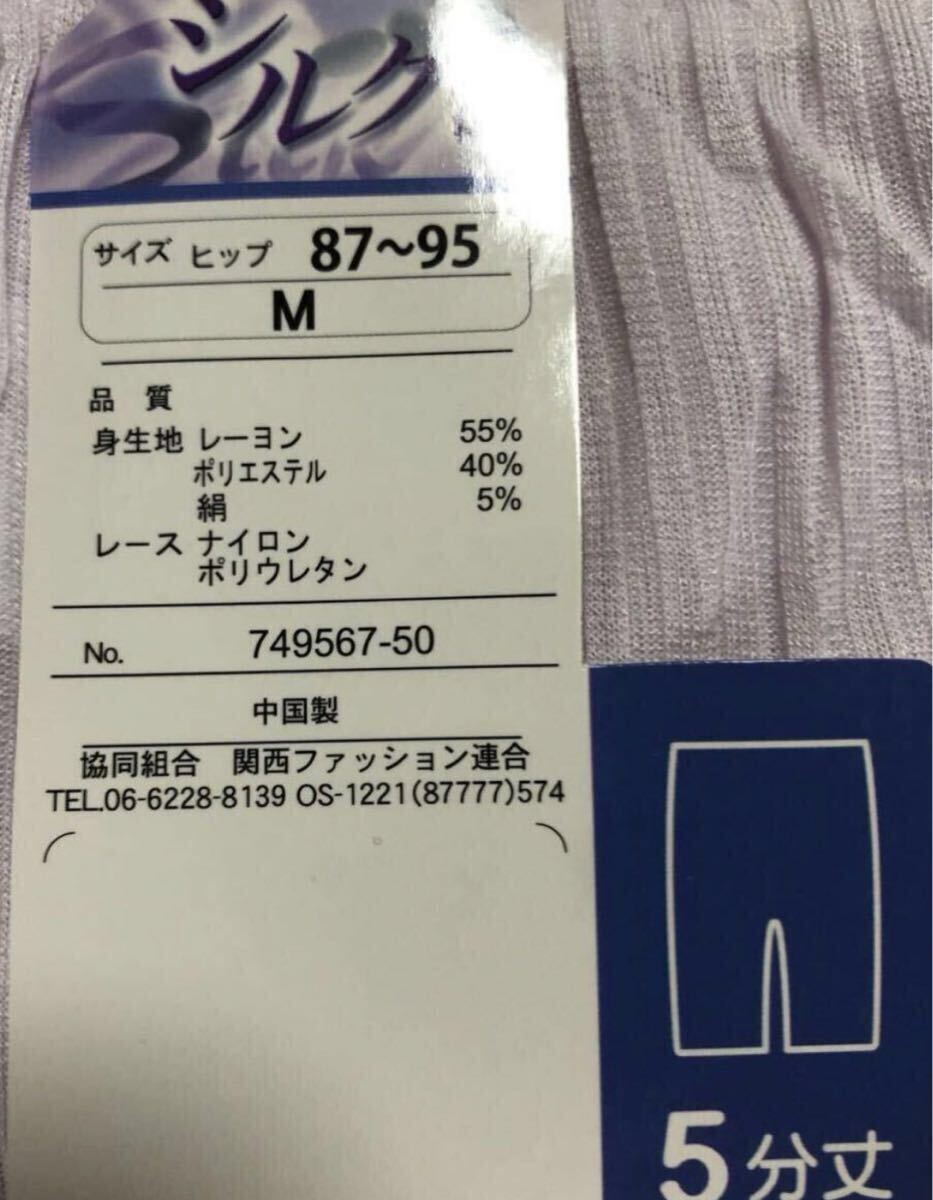 シルク
サイズ ヒップ 87～95
M
品 質
身生地 レーヨン 55%
ポリエステル 40%
絹 5%
レース ナイロン
ポリウレタン
No. 749567-50
中国製
協同組合 関西ファッション連合
TEL.06-6228-8139 OS-1221(87777)574
5分丈